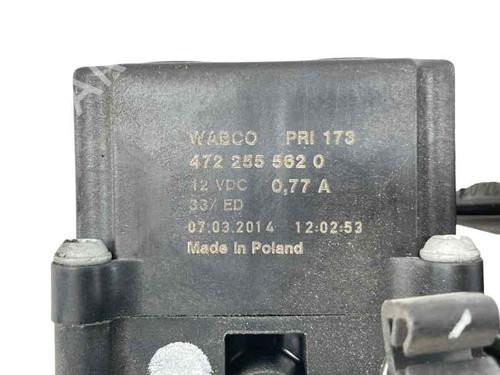 WABCO PRI 173
472 255 562 0
12 VDC 0,77 A
33% ED
07.03.2014 12:02:53
Made in Poland